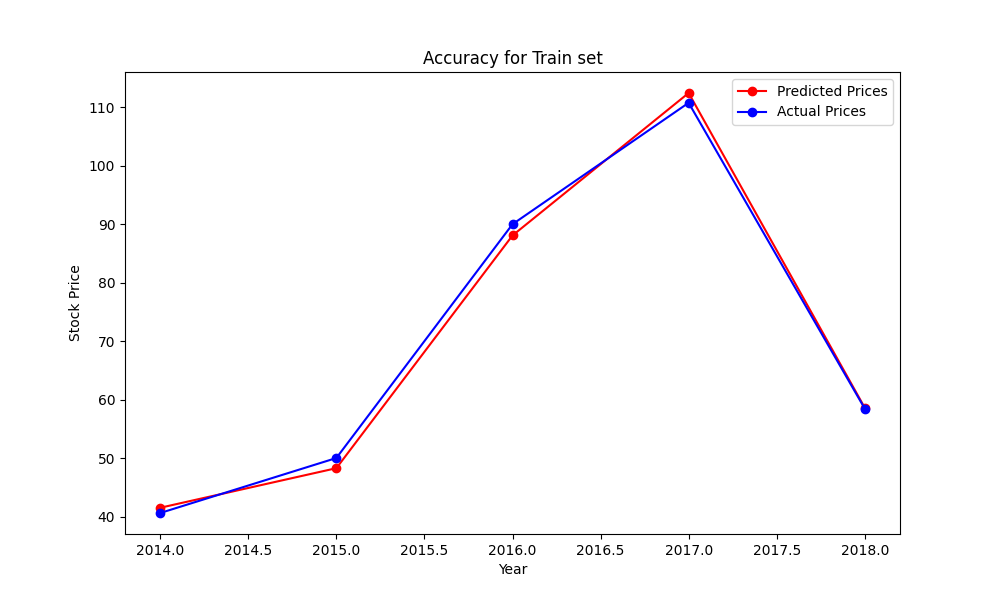 Accuracy for Train set
Predicted Prices
Actual Prices
Stock Price
110
100
90
80
70
60
50
40
2014.0 2014.5 2015.0 2015.5 2016.0 2016.5 2017.0 2017.5 2018.0
Year